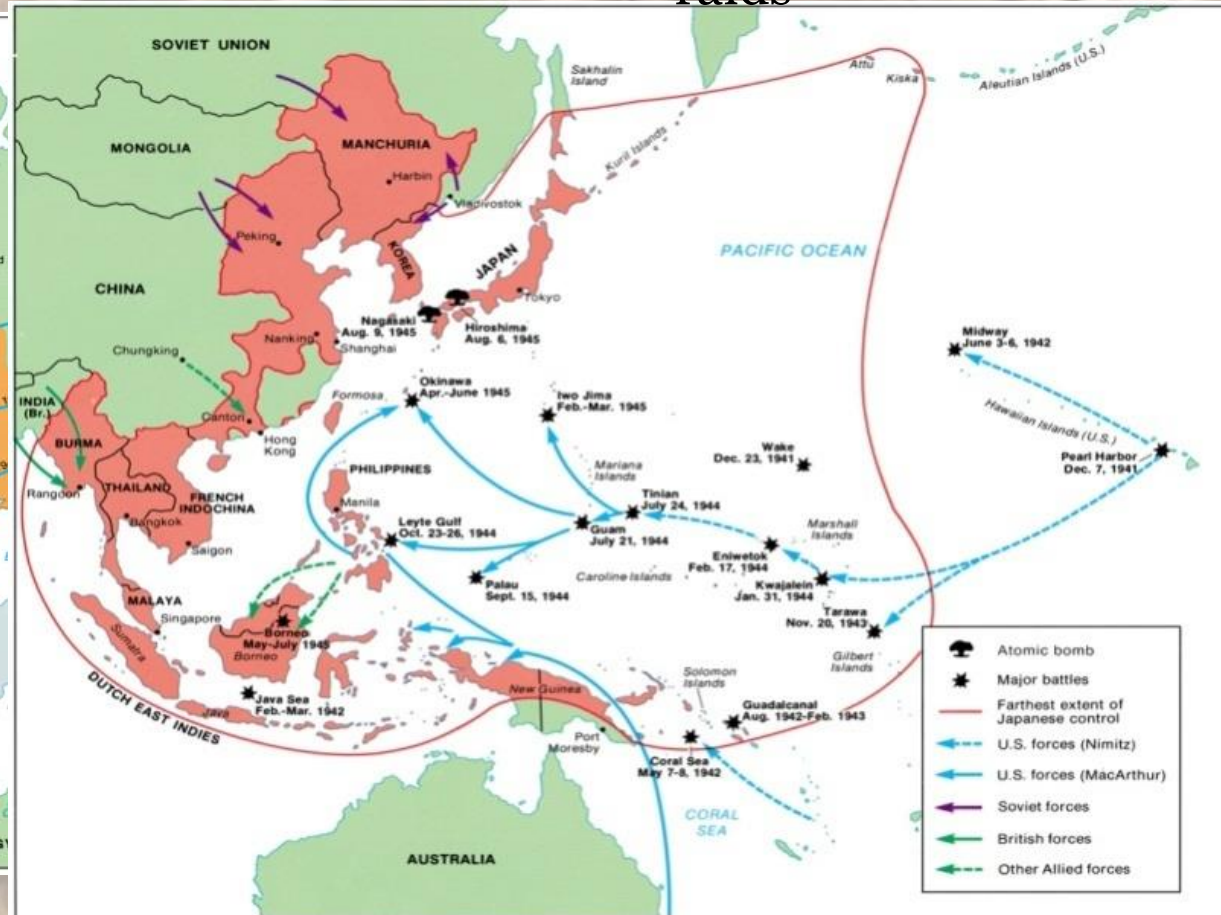 SOVIET UNION
Sakhalin
Island
Attu
Kiska
Aleutian Islands (U.S.)
MONGOLIA
MANCHURIA
Harbin
Kuril Islands
Vladivostok
Peking
KOREA
JAPAN
PACIFIC OCEAN
CHINA
Tokyo
Nagasaki
Aug. 9, 1945
Hiroshima
Aug. 6, 1945
Nanking
Shanghai
Chungking
Midway
June 3-6, 1942
Okinawa
Apr.-June 1945
Iwo Jima
Feb.-Mar. 1945
Formosa
INDIA
(Br.)
Canton
Hong
Kong
Hawaiian Islands (U.S.)
BURMA
Wake
Dec. 23, 1941
Pearl Harbor
Dec. 7, 1941
PHILIPPINES
Mariana
Islands
Rangoon
THAILAND
FRENCH
INDOCHINA
Manila
Tinian
July 24, 1944
Bangkok
Leyte Gulf
Oct. 23-26, 1944
Guam
July 21, 1944
Marshall
Islands
Saigon
Eniwetok
Feb. 17, 1944
Palau
Sept. 15, 1944
Caroline Islands
Kwajalein
Jan. 31, 1944
MALAYA
Singapore
Tarawa
Nov. 20, 1943
Sumatra
Borneo
May-July 1945
Borneo
Gilbert
Islands
Solomon
Islands
New Guinea
DUTCH EAST INDIES
Java Sea
Feb.-Mar. 1942
Java
Guadalcanal
Aug. 1942-Feb. 1943
Port
Moresby
Coral Sea
May 7-8, 1942
CORAL
SEA
AUSTRALIA
Atomic bomb
Major battles
Farthest extent of
Japanese control
U.S. forces (Nimitz)
U.S. forces (MacArthur)
Soviet forces
British forces
Other Allied forces